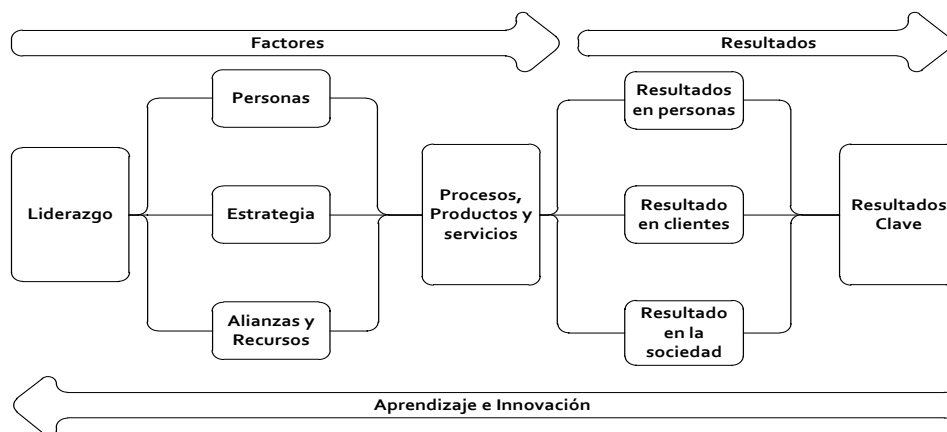 Factores
Resultados
Personas
Resultados
en personas
Liderazgo
Estrategia
Procesos,
Productos y
servicios
Resultado
en clientes
Resultados
Clave
Alianzas y
Recursos
Resultado
en la
sociedad
Aprendizaje e Innovación